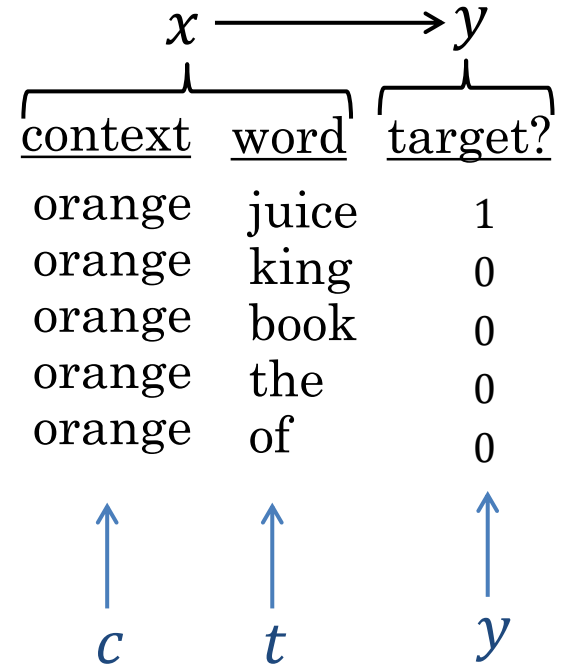 x → y
context word target?
orange juice 1
orange king 0
orange book 0
orange the 0
orange of 0
c t y